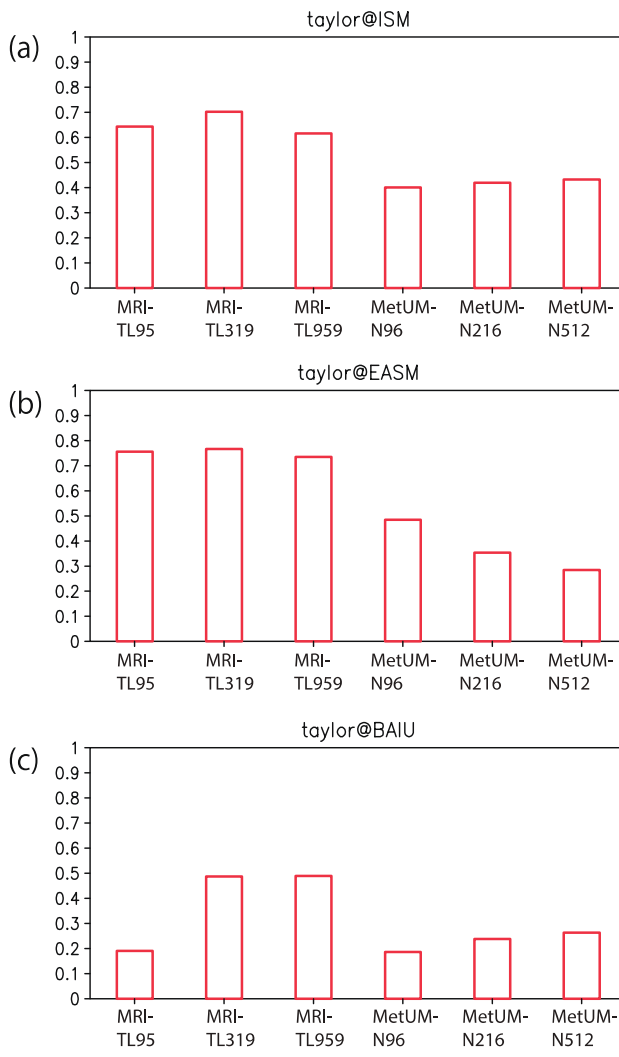 taylor@ISM
(a)
1
0.9
0.8
0.7
0.6
0.5
0.4
0.3
0.2
0.1
0
MRI- MRI- MRI- MetUM- MetUM- MetUM-
TL95 TL319 TL959 N96 N216 N512
taylor@EASM
(b)
1
0.9
0.8
0.7
0.6
0.5
0.4
0.3
0.2
0.1
0
MRI- MRI- MRI- MetUM- MetUM- MetUM-
TL95 TL319 TL959 N96 N216 N512
taylor@BAIU
(c)
1
0.9
0.8
0.7
0.6
0.5
0.4
0.3
0.2
0.1
0
MRI- MRI- MRI- MetUM- MetUM- MetUM-
TL95 TL319 TL959 N96 N216 N512